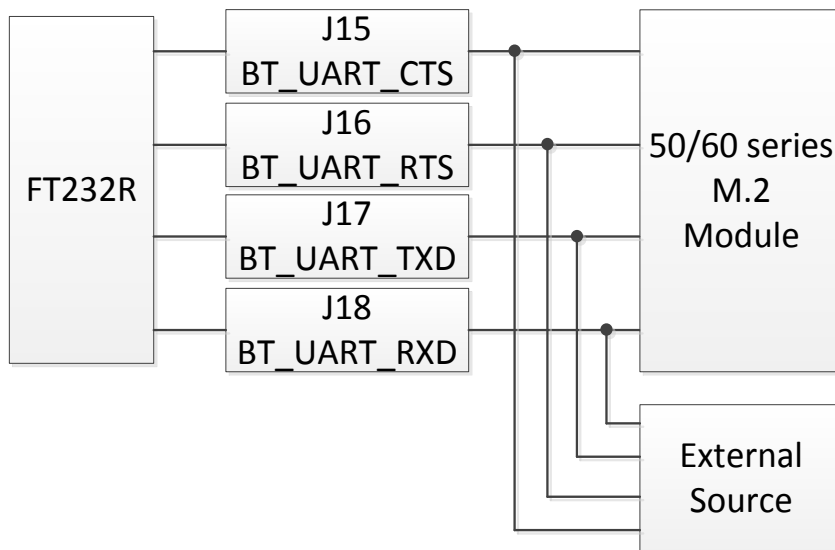 FT232R
J15
BT_UART_CTS
J16
BT_UART_RTS
J17
BT_UART_TXD
J18
BT_UART_RXD
50/60 series
M.2
Module
External
Source